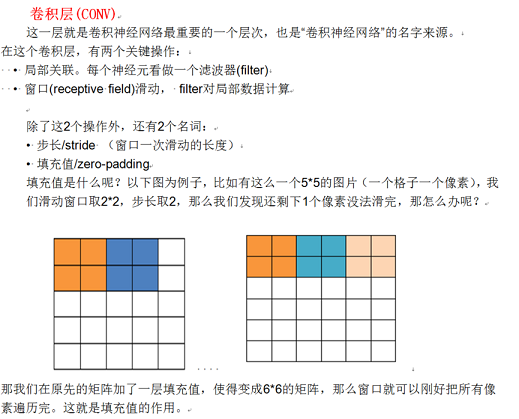 卷积层(CONV)
这一层就是卷积神经网络最重要的一个层次，也是“卷积神经网络”的名字来源。
在这个卷积层，有两个关键操作：
• 局部关联。每个神经元看做一个滤波器(filter)
• 窗口(receptive field)滑动， filter对局部数据计算
除了这2个操作外，还有2个名词：
• 步长/stride （窗口一次滑动的长度）
• 填充值/zero-padding
填充值是什么呢？以下图为例子，比如有这么一个5*5的图片（一个格子一个像素），我
们滑动窗口取2*2，步长取2，那么我们发现还剩下1个像素没法滑完，那怎么办呢？
那我们在原先的矩阵加了一层填充值，使得变成6*6的矩阵，那么窗口就可以刚好把所有像
素遍历完。这就是填充值的作用。